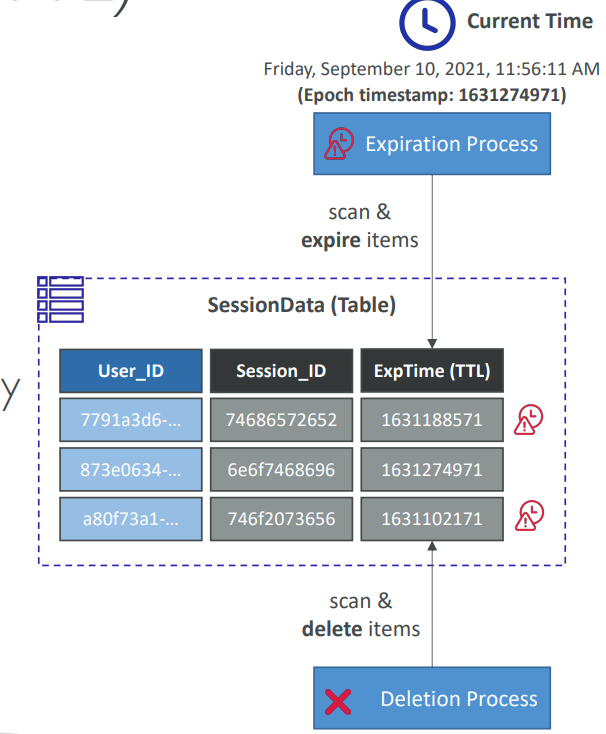 Current Time
Friday, September 10, 2021, 11:56:11 AM
(Epoch timestamp: 1631274971)
Expiration Process
scan &
expire items
SessionData (Table)
y
User_ID Session_ID ExpTime (TTL)
7791a3d6-... 74686572652 1631188571
873e0634-... 6e6f7468696 1631274971
a80f73a1-... 746f2073656 1631102171
scan &
delete items
Deletion Process